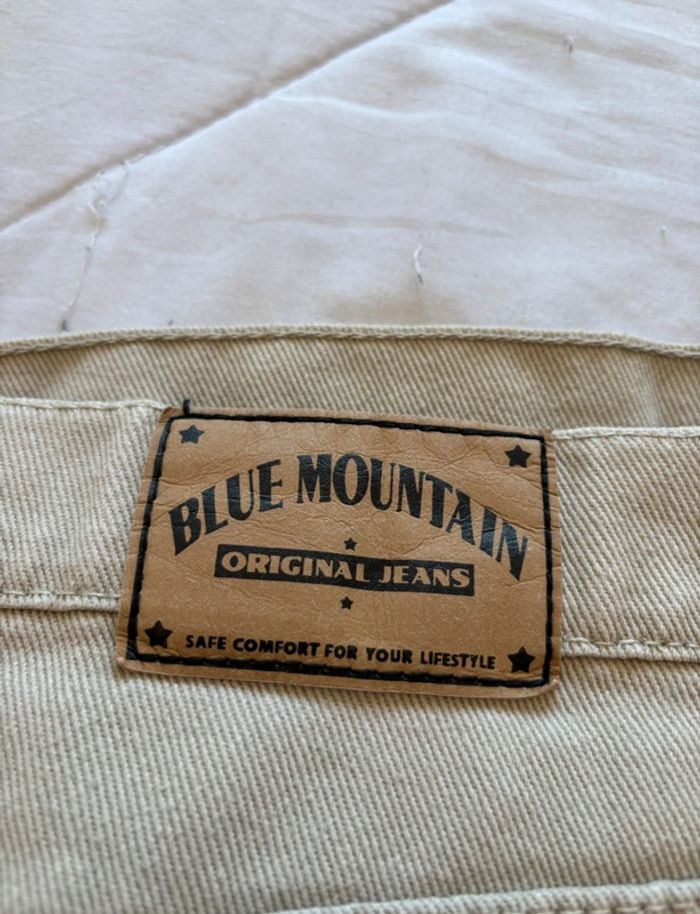 BLUE MOUNTAIN
ORIGINAL JEANS
SAFE COMFORT FOR YOUR LIFESTYLE